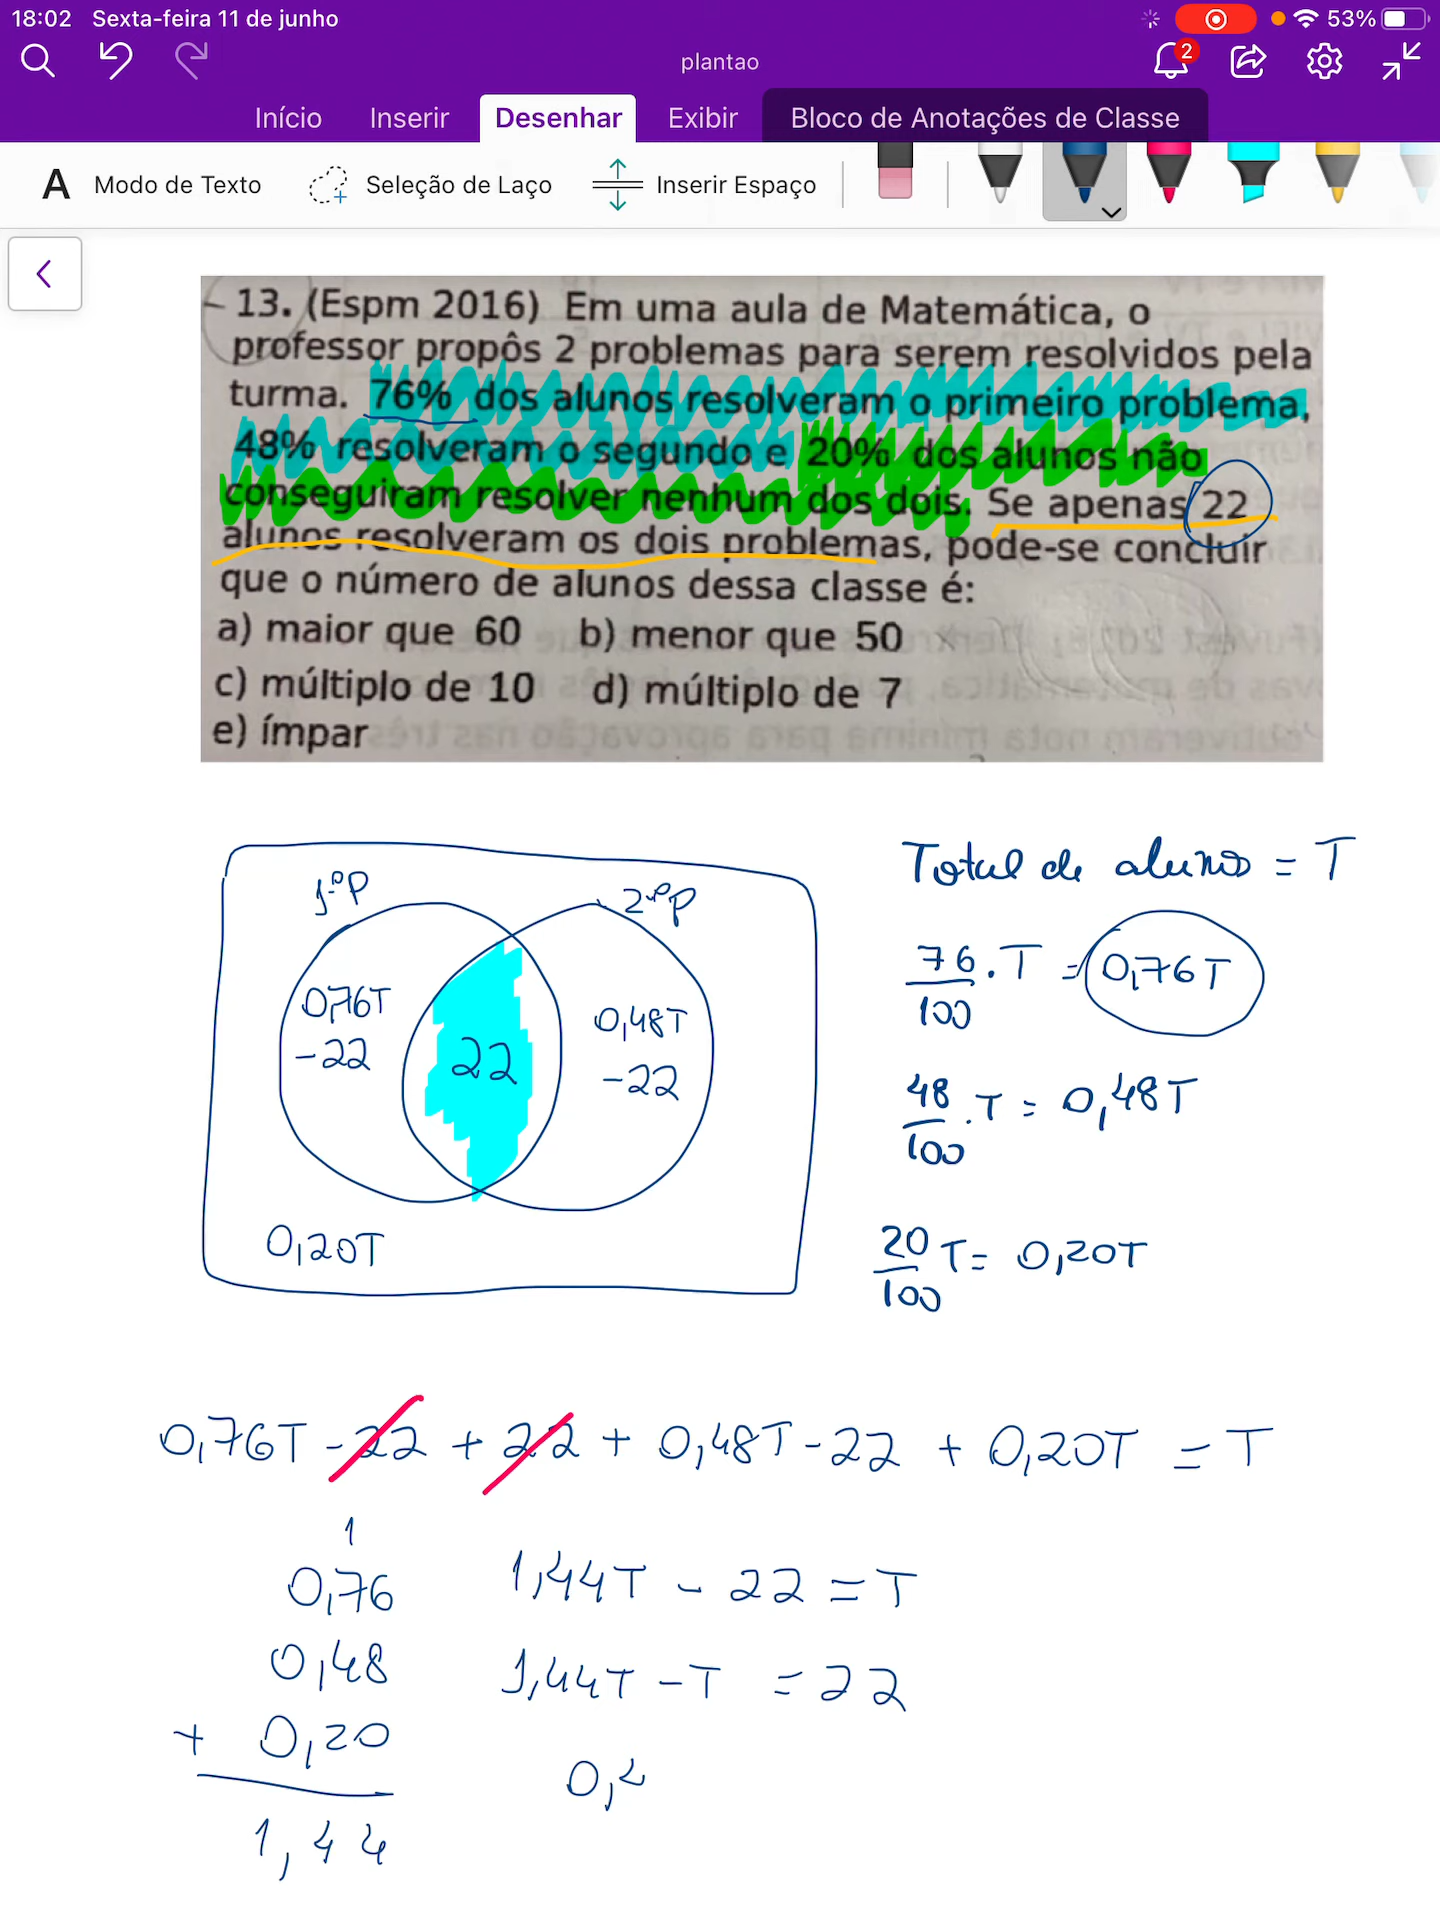 18:02 Sexta-feira 11 de junho 53%
2
plantao
Início Inserir Desenhar Exibir Bloco de Anotações de Classe
A Modo de Texto Seleção de Laço Inserir Espaço
13. (Espm 2016) Em uma aula de Matemática, o
professor propôs 2 problemas para serem resolvidos pela
turma. 76% dos alunos resolveram o primeiro problema,
48% resolveram o segundo e 20% dos alunos não
conseguiram resolver nenhum dos dois. Se apenas 22
alunos resolveram os dois problemas, pode-se concluir
que o número de alunos dessa classe é:
a) maior que 60 b) menor que 50
c) múltiplo de 10 d) múltiplo de 7
e) ímpar
1.º P 2.º P
0,76T
-22
22
0,48T
-22
0,20T
Total de alunos = T
76/100 . T = 0,76T
48/100 . T = 0,48T
20/100 T = 0,20T
0,76T - 22 + 22 + 0,48T - 22 + 0,20T = T
1
0,76
0,48
+ 0,20
1,44
1,44T - 22 = T
1,44T - T = 22
0,